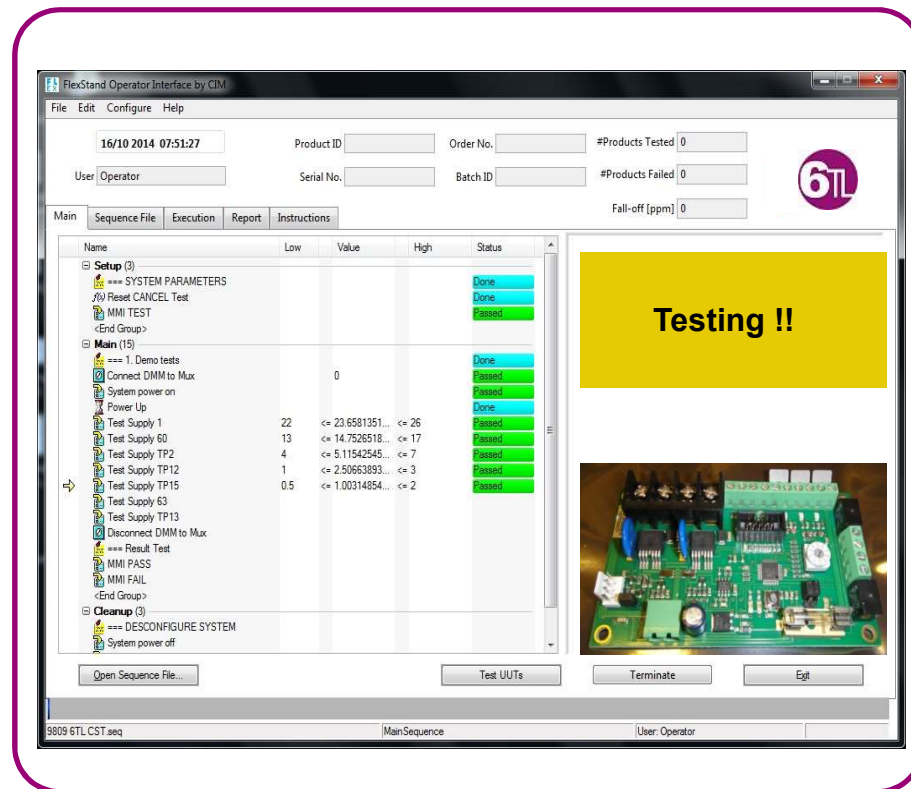 FlexStand Operator Interface by CIM
File Edit Configure Help
16/10 2014 07:51:27 Product ID Order No. #Products Tested 0
User Operator Serial No. Batch ID #Products Failed 0
6TL
Fall-off [ppm] 0
Main Sequence File Execution Report Instructions
Name Low Value High Status
Setup (3)
=== SYSTEM PARAMETERS Done
f(x) Reset CANCEL Test Done
MMI TEST Passed
<End Group>
Main (15)
=== 1. Demo tests Done
Connect DMM to Mux 0 Passed
System power on Passed
Power Up Done
Test Supply 1 22 <= 23.6581351... <= 26 Passed
Test Supply 60 13 <= 14.7526518... <= 17 Passed
Test Supply TP2 4 <= 5.11542545... <= 7 Passed
Test Supply TP12 1 <= 2.50663893... <= 3 Passed
Test Supply TP15 0.5 <= 1.00314854... <= 2 Passed
Test Supply 63
Test Supply TP13
Disconnect DMM to Mux
=== Result Test
MMI PASS
MMI FAIL
<End Group>
Cleanup (3)
=== DESCONFIGURE SYSTEM
System power off
Testing !!
Open Sequence File... Test UUTs Terminate Exit
9809 6TL CST.seq MainSequence User: Operator